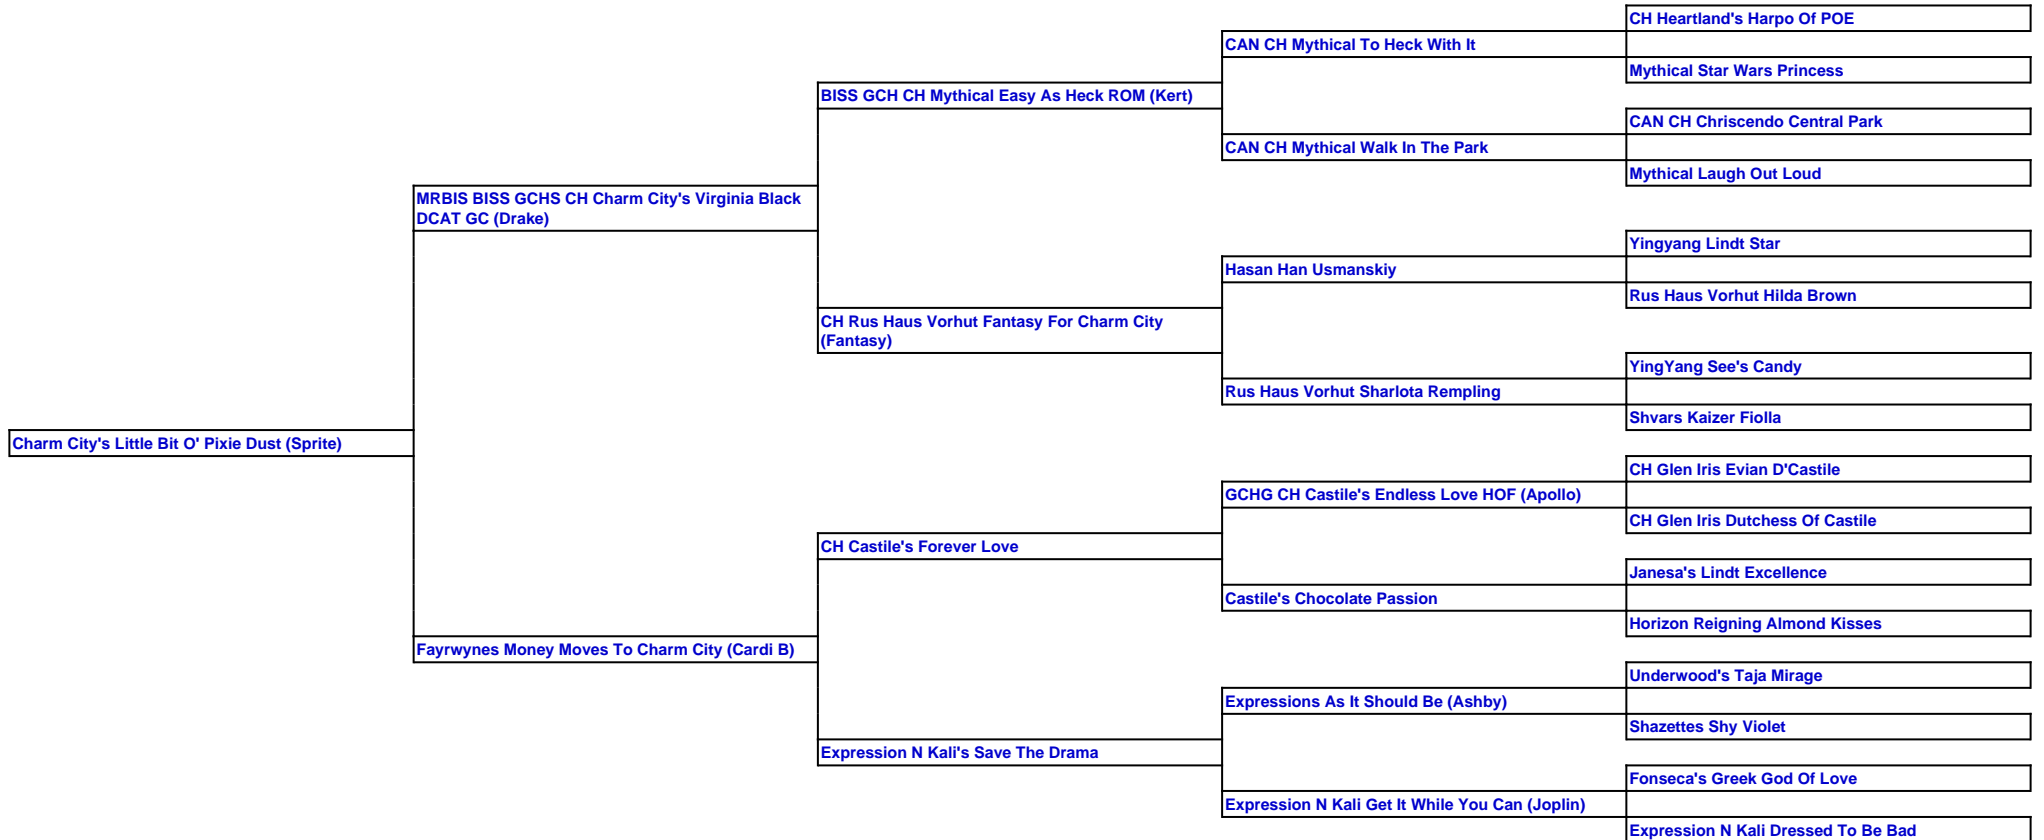 CH Heartland's Harpo Of POE
CAN CH Mythical To Heck With It
Mythical Star Wars Princess
BISS GCH CH Mythical Easy As Heck ROM (Kert)
CAN CH Chriscendo Central Park
CAN CH Mythical Walk In The Park
Mythical Laugh Out Loud
MRBIS BISS GCHS CH Charm City's Virginia Black
DCAT GC (Drake)
Yingyang Lindt Star
Hasan Han Usmanskiy
Rus Haus Vorhut Hilda Brown
CH Rus Haus Vorhut Fantasy For Charm City
(Fantasy)
YingYang See's Candy
Rus Haus Vorhut Sharlota Rempling
Shvars Kaizer Fiolla
Charm City's Little Bit O' Pixie Dust (Sprite)
CH Glen Iris Evian D'Castile
GCHG CH Castile's Endless Love HOF (Apollo)
CH Glen Iris Dutchess Of Castile
CH Castile's Forever Love
Janesa's Lindt Excellence
Castile's Chocolate Passion
Horizon Reigning Almond Kisses
Fayrwynes Money Moves To Charm City (Cardi B)
Underwood's Taja Mirage
Expressions As It Should Be (Ashby)
Shazettes Shy Violet
Expression N Kali's Save The Drama
Fonseca's Greek God Of Love
Expression N Kali Get It While You Can (Joplin)
Expression N Kali Dressed To Be Bad